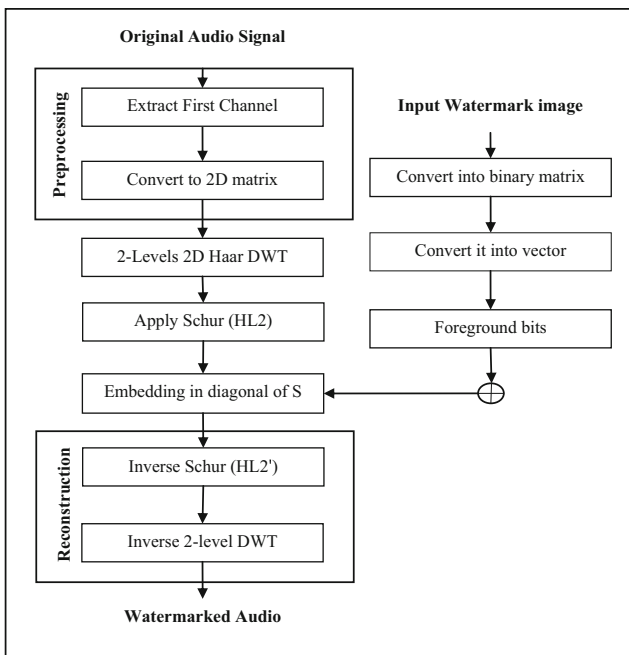 Original Audio Signal
Preprocessing
Extract First Channel
Convert to 2D matrix
2-Levels 2D Haar DWT
Apply Schur (HL2)
Embedding in diagonal of S
Reconstruction
Inverse Schur (HL2')
Inverse 2-level DWT
Watermarked Audio
Input Watermark image
Convert into binary matrix
Convert it into vector
Foreground bits